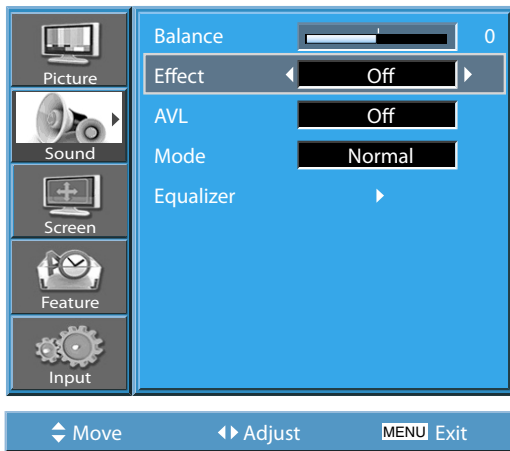 Picture
Sound
Screen
Feature
Input
Balance 0
Effect Off
AVL Off
Mode Normal
Equalizer
Move Adjust MENU Exit